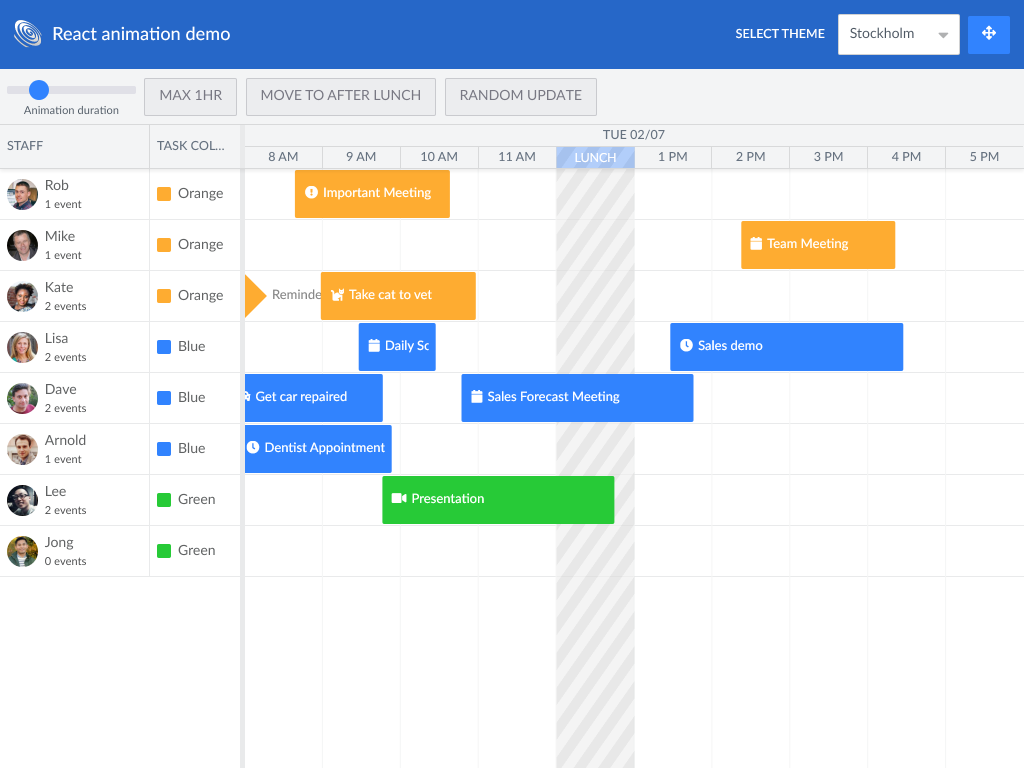 React animation demo
SELECT THEME
Stockholm
Animation duration
MAX 1HR
MOVE TO AFTER LUNCH
RANDOM UPDATE
STAFF
TASK COL...
TUE 02/07
8 AM
9 AM
10 AM
11 AM
LUNCH
1 PM
2 PM
3 PM
4 PM
5 PM
Rob
1 event
Orange
Important Meeting
Mike
1 event
Orange
Team Meeting
Kate
2 events
Orange
Reminde
Take cat to vet
Lisa
2 events
Blue
Daily Sc
Sales demo
Dave
2 events
Blue
Get car repaired
Sales Forecast Meeting
Arnold
1 event
Blue
Dentist Appointment
Lee
2 events
Green
Presentation
Jong
0 events
Green